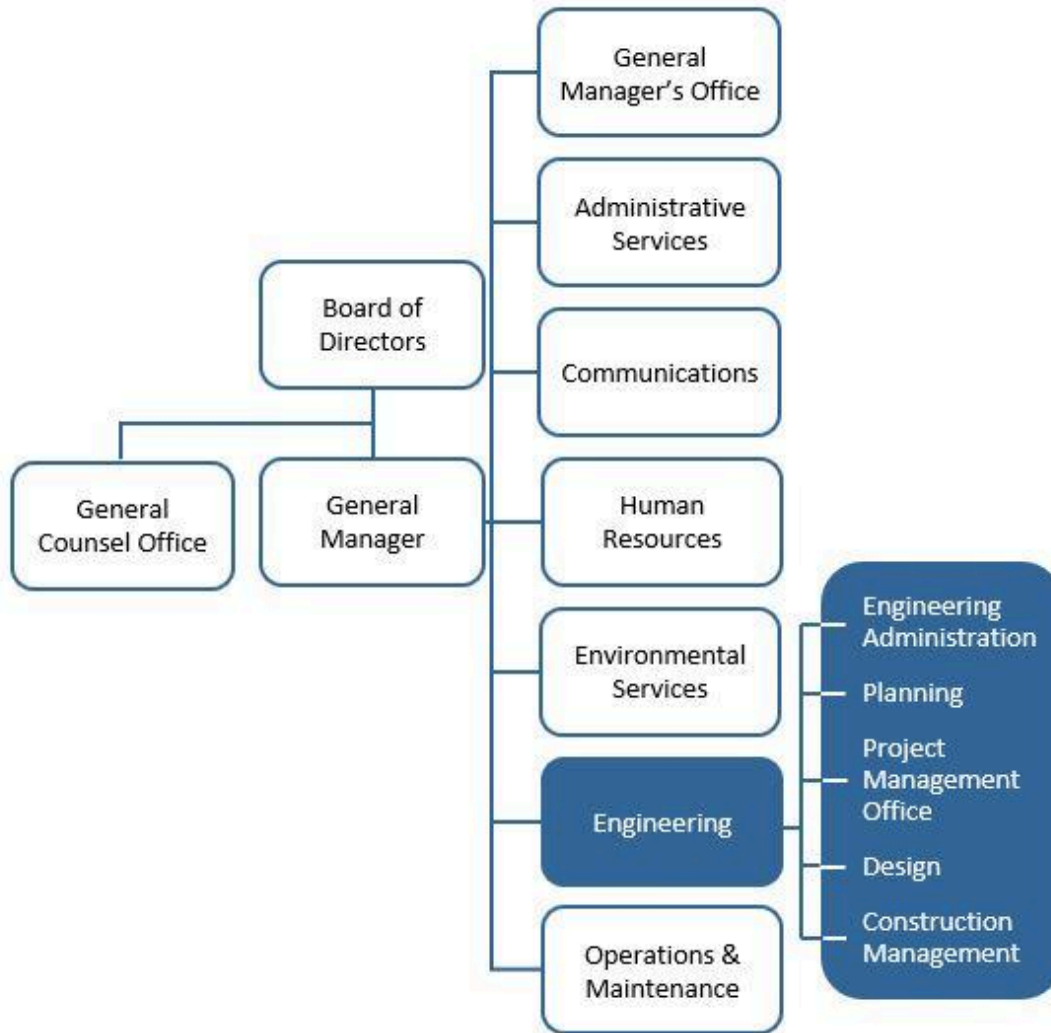 General
Manager’s Office
Administrative
Services
Board of
Directors
Communications
General
Counsel Office
General
Manager
Human
Resources
Environmental
Services
Engineering
Engineering
Administration
Planning
Project
Management
Office
Design
Construction
Management
Operations &
Maintenance